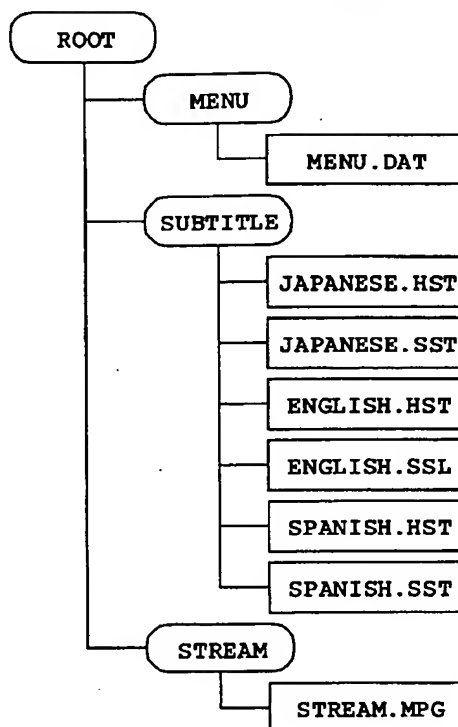 ROOT
MENU
MENU.DAT
SUBTITLE
JAPANESE.HST
JAPANESE.SST
ENGLISH.HST
ENGLISH.SSL
SPANISH.HST
SPANISH.SST
STREAM
STREAM.MPG